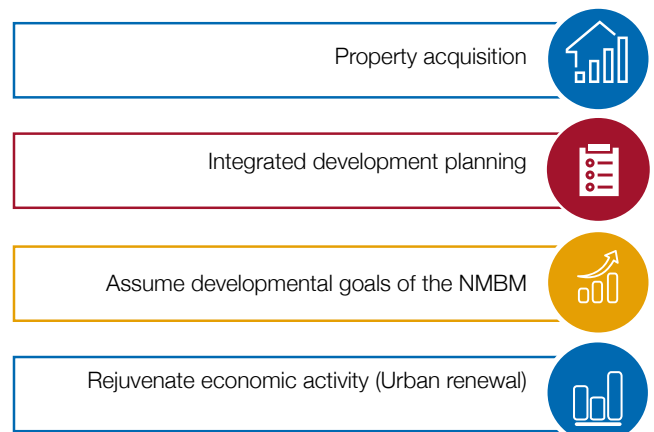 Property acquisition
Integrated development planning
Assume developmental goals of the NMBM
Rejuvenate economic activity (Urban renewal)